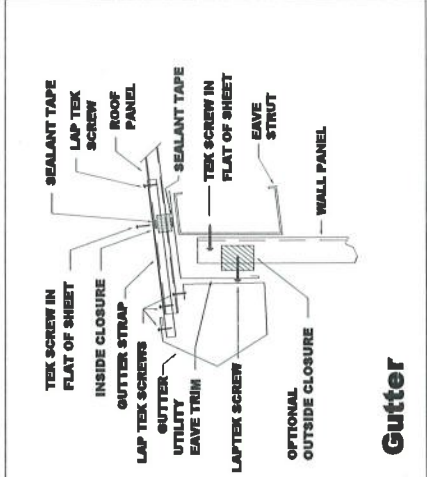 TEK SCREW IN
FLAT OF SHEET
INSIDE CLOSURE
GUTTER STRAP
LAP TEK SCREWS
GUTTER
UTILITY
EAVE TRIM
LAPTEK SCREW
OPTIONAL
OUTSIDE CLOSURE
SEALANT TAPE
LAP TEK
SCREW
ROOF
PANEL
SEALANT TAPE
TEK SCREW IN
FLAT OF SHEET
EAVE
STRUT
WALL PANEL
Gutter